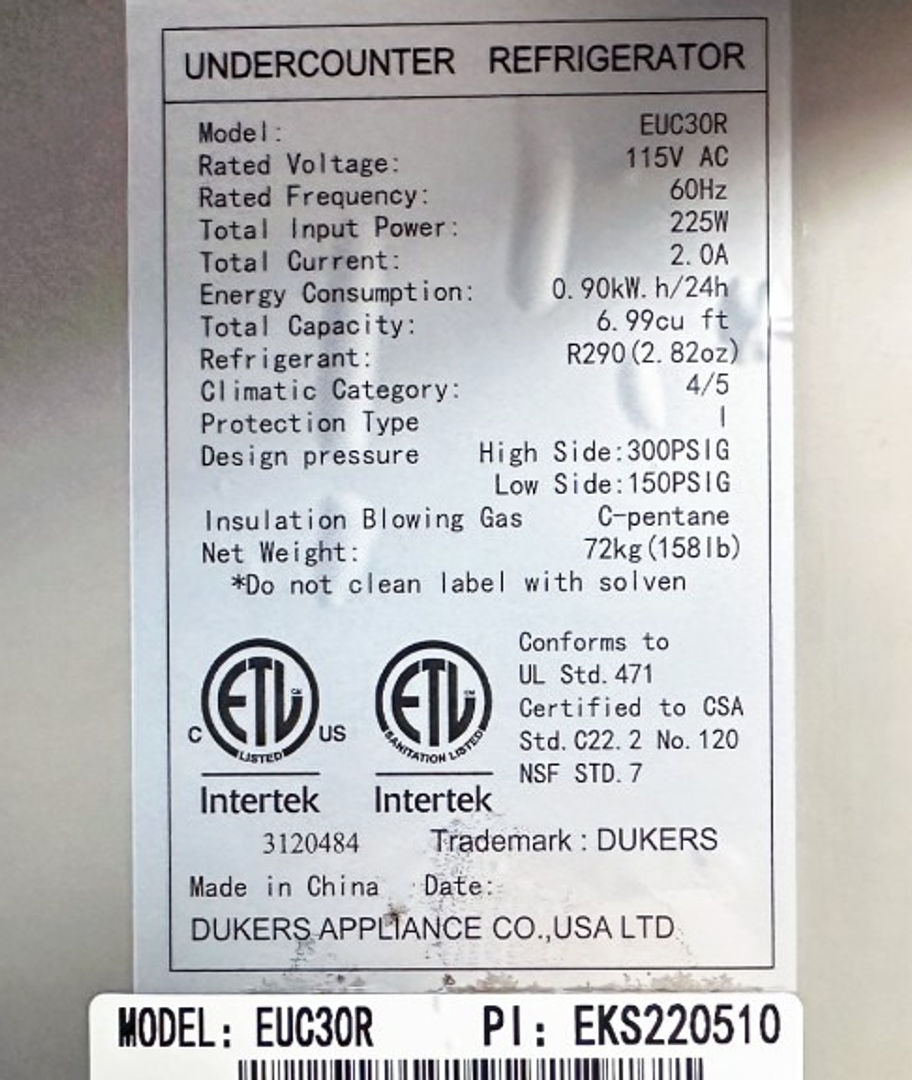 UNDERCOUNTER REFRIGERATOR
Model: EUC30R
Rated Voltage: 115V AC
Rated Frequency: 60Hz
Total Input Power: 225W
Total Current: 2.0A
Energy Consumption: 0.90kW.h/24h
Total Capacity: 6.99cu ft
Refrigerant: R290(2.82oz)
Climatic Category: 4/5
Protection Type I
Design pressure High Side:300PSIG
Low Side:150PSIG
Insulation Blowing Gas C-pentane
Net Weight: 72kg(158lb)
*Do not clean label with solven
Conforms to
UL Std.471
Certified to CSA
Std.C22.2 No.120
NSF STD.7
C ETL US LISTED
Intertek
ETL SANITATION LISTED
Intertek
3120484 Trademark : DUKERS
Made in China Date:
DUKERS APPLIANCE CO.,USA LTD
MODEL: EUC30R PI: EKS220510